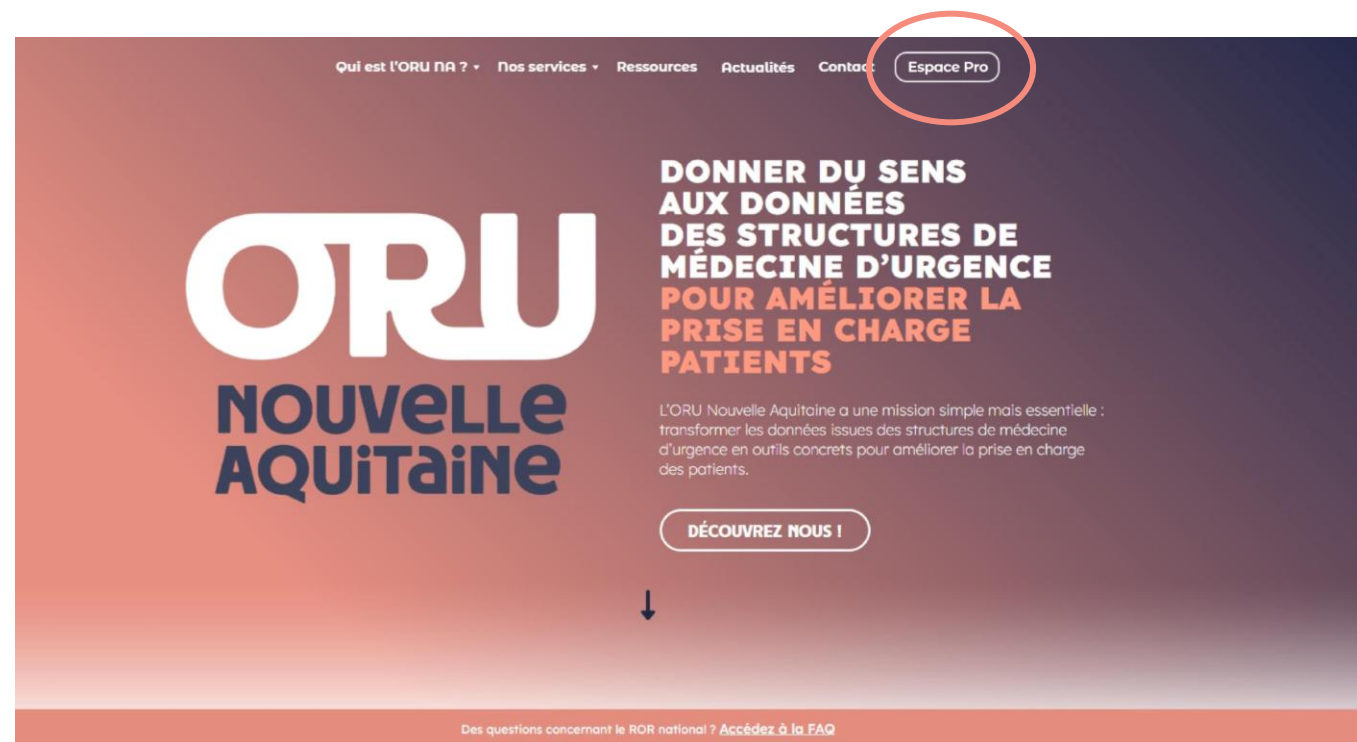 Qui est l'ORU NA ? Nos services Ressources Actualités Contact Espace Pro
ORU
NOUVELLE
AQUITAINE
DONNER DU SENS
AUX DONNÉES
DES STRUCTURES DE
MÉDECINE D'URGENCE
POUR AMÉLIORER LA
PRISE EN CHARGE
PATIENTS
L'ORU Nouvelle Aquitaine a une mission simple mais essentielle :
transformer les données issues des structures de médecine
d'urgence en outils concrets pour améliorer la prise en charge
des patients.
DÉCOUVREZ NOUS !
Des questions concernant le ROR national ? Accédez à la FAQ